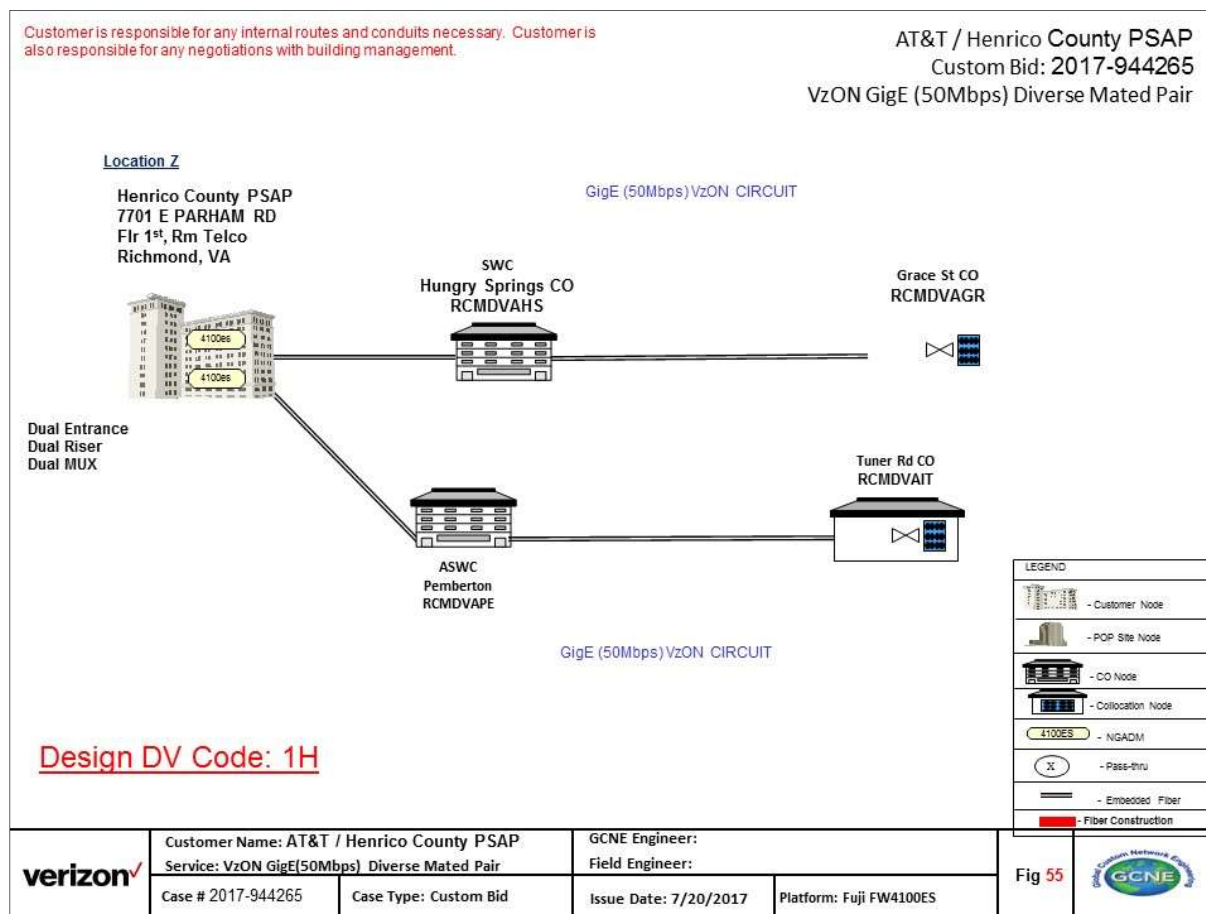 Customer is responsible for any internal routes and conduits necessary. Customer is
also responsible for any negotiations with building management.
AT&T / Henrico County PSAP
Custom Bid: 2017-944265
VzON GigE (50Mbps) Diverse Mated Pair
Location Z
Henrico County PSAP
7701 E PARHAM RD
Flr 1st, Rm Telco
Richmond, VA
GigE (50Mbps) VzON CIRCUIT
SWC
Hungry Springs CO
RCMDVAHS
Grace St CO
RCMDVAGR
4100es
4100es
Dual Entrance
Dual Riser
Dual MUX
Tuner Rd CO
RCMDVAIT
ASWC
Pemberton
RCMDVAPE
GigE (50Mbps) VzON CIRCUIT
LEGEND
- Customer Node
- POP Site Node
- CO Node
- Collocation Node
4100ES - NGADM
X - Pass-thru
- Embedded Fiber
- Fiber Construction
Design DV Code: 1H
verizon
Customer Name: AT&T / Henrico County PSAP
Service: VzON GigE(50Mbps) Diverse Mated Pair
Case # 2017-944265
Case Type: Custom Bid
GCNE Engineer:
Field Engineer:
Issue Date: 7/20/2017
Platform: Fuji FW4100ES
Fig 55
Global Custom Network Engineering
GCNE